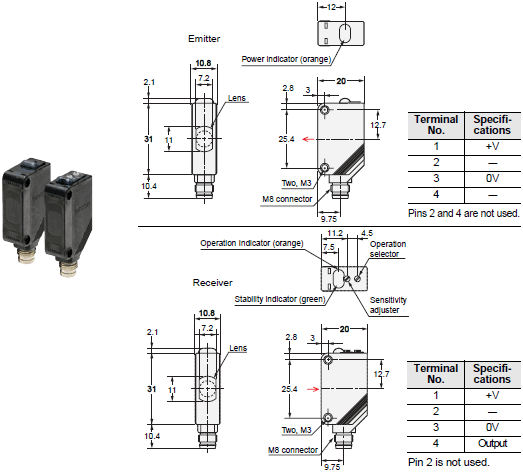 12
Emitter
Power indicator (orange)
10.8
7.2
2.1
Lens
31
11
10.4
20
2.8
3
12.7
25.4
Two, M3
M8 connector
9.75
Terminal No. Specifi-cations
1 +V
2 —
3 0V
4 —
Pins 2 and 4 are not used.
11.2 4.5
Operation indicator (orange)
7.5
Operation selector
Receiver
Stability indicator (green)
Sensitivity adjuster
10.8
7.2
2.1
Lens
31
11
10.4
20
2.8
3
12.7
25.4
Two, M3
M8 connector
9.75
Terminal No. Specifi-cations
1 +V
2 —
3 0V
4 Output
Pin 2 is not used.